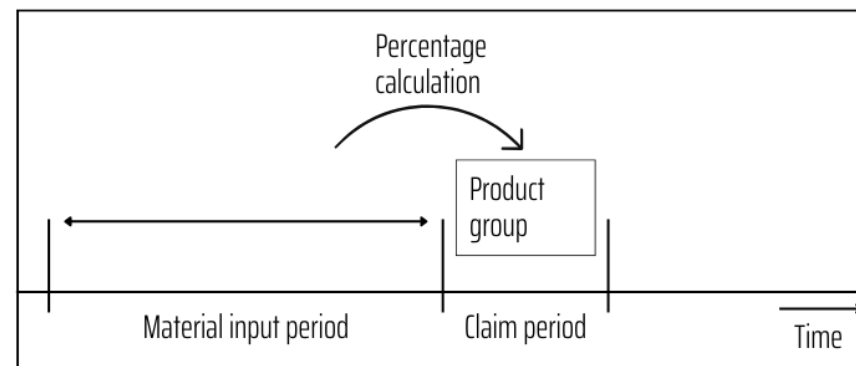 Percentage
calculation
Product
group
Material input period
Claim period
Time